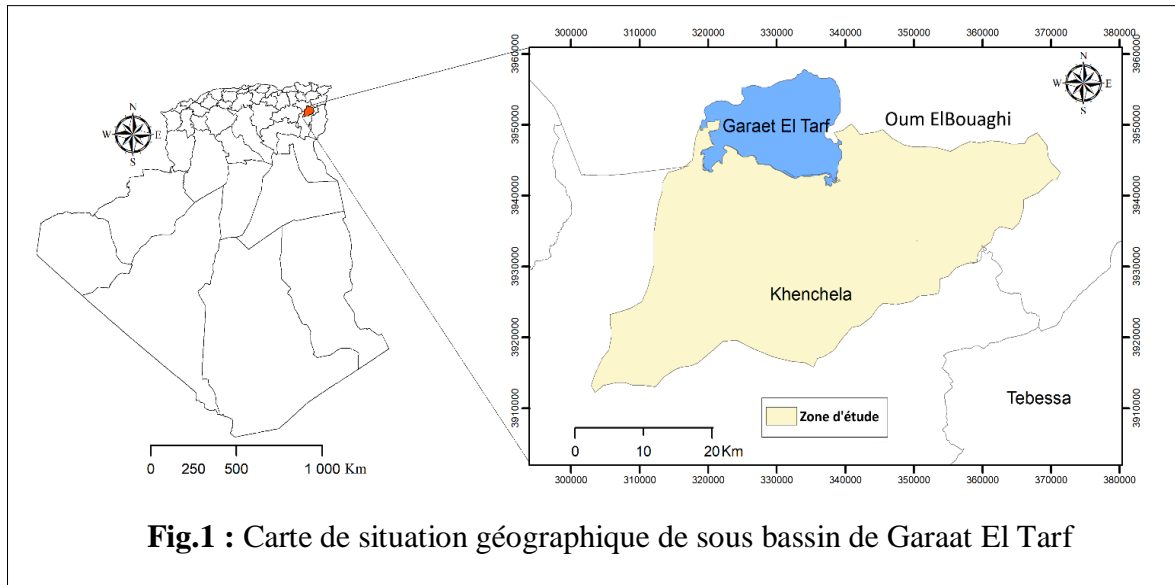 N
W E
S
0 250 500 1 000 Km
300000 310000 320000 330000 340000 350000 360000 370000 380000
3960000
3950000
3940000
3930000
3920000
3910000
N
W E
S
Garaet El Tarf
Oum ElBouaghi
Khenchela
Tebessa
Zone d'étude
0 10 20 Km
3960000
3950000
3940000
3930000
3920000
3910000
300000 310000 320000 330000 340000 350000 360000 370000 380000
Fig.1 : Carte de situation géographique de sous bassin de Garaat El Tarf